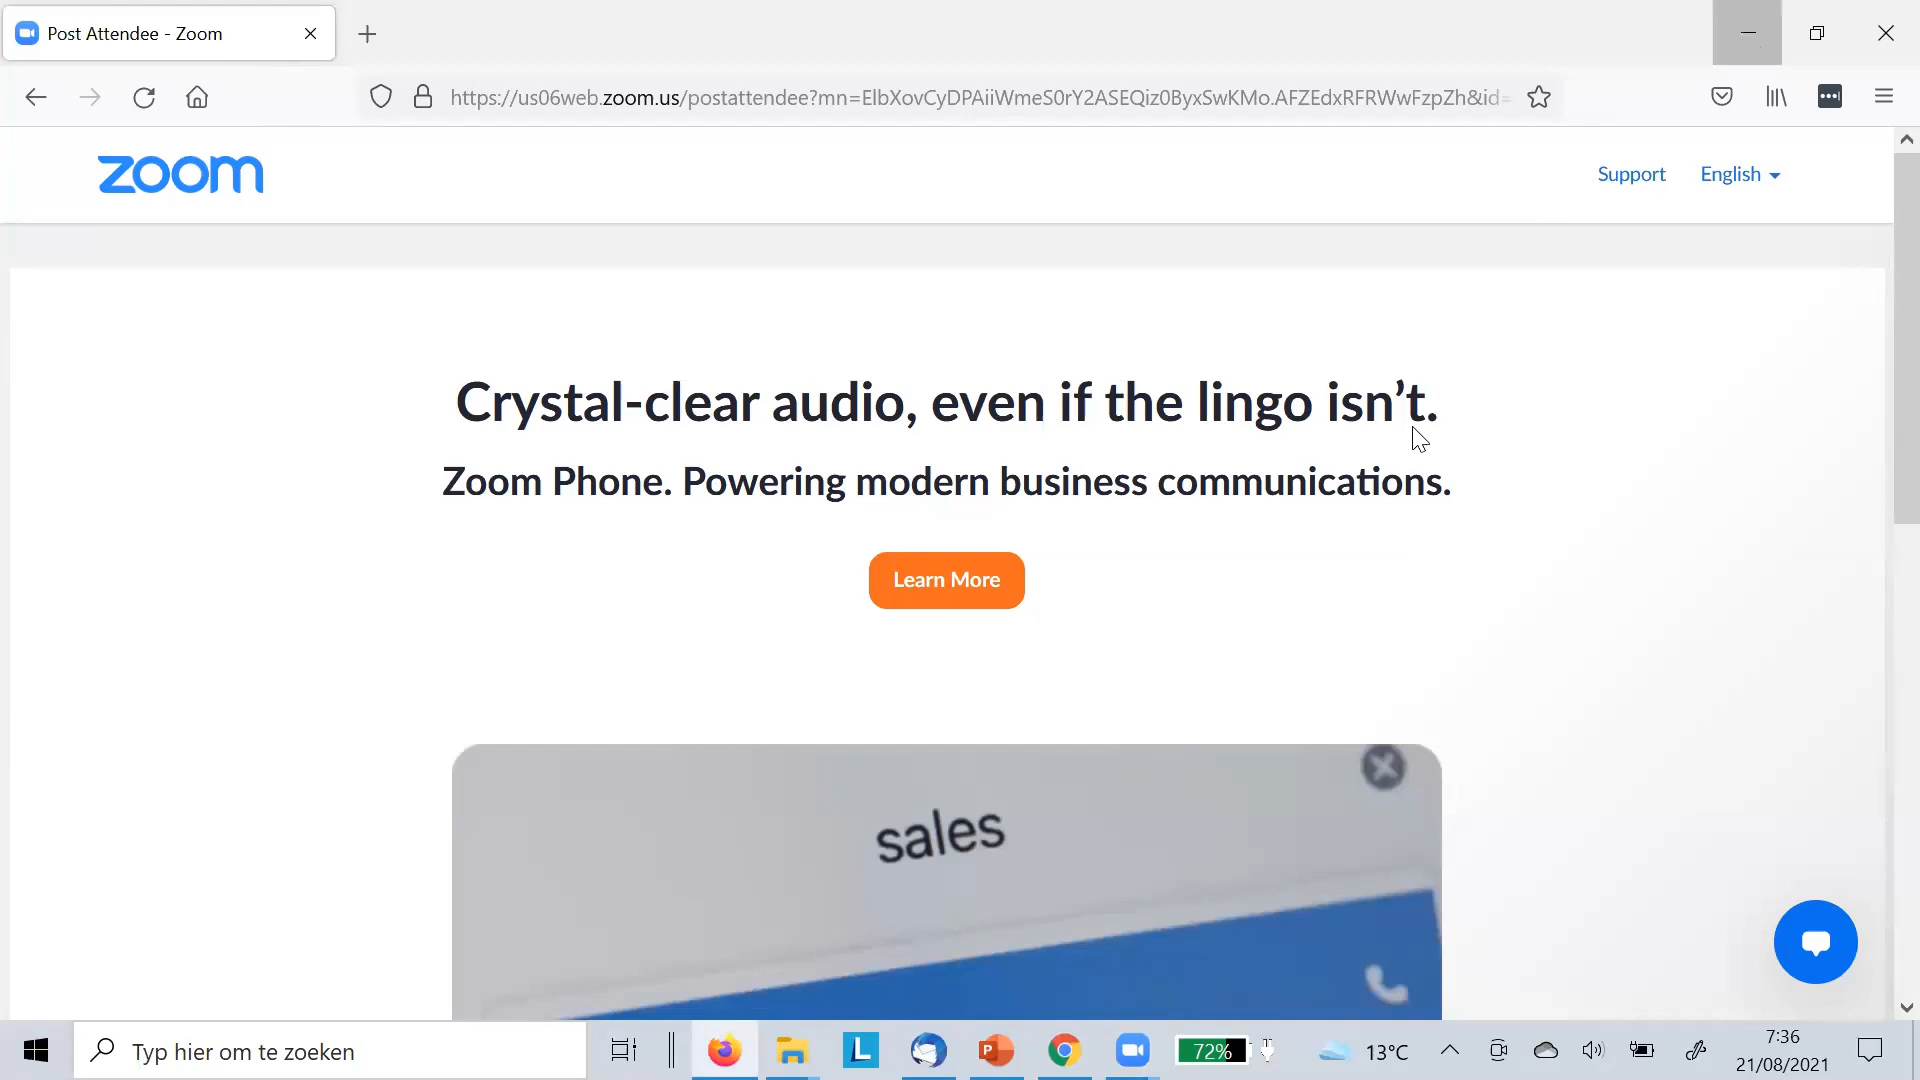 Post Attendee - Zoom
https://us06web.zoom.us/postattendee?mn=ElbXovCyDPAiiWmeS0rY2ASEQiz0ByxSwKMo.AFZEdxRFRWwFzpZh&id=
zoom
Support English
Crystal-clear audio, even if the lingo isn’t.
Zoom Phone. Powering modern business communications.
Learn More
sales
Typ hier om te zoeken
L
P
72%
13°C
7:36
21/08/2021